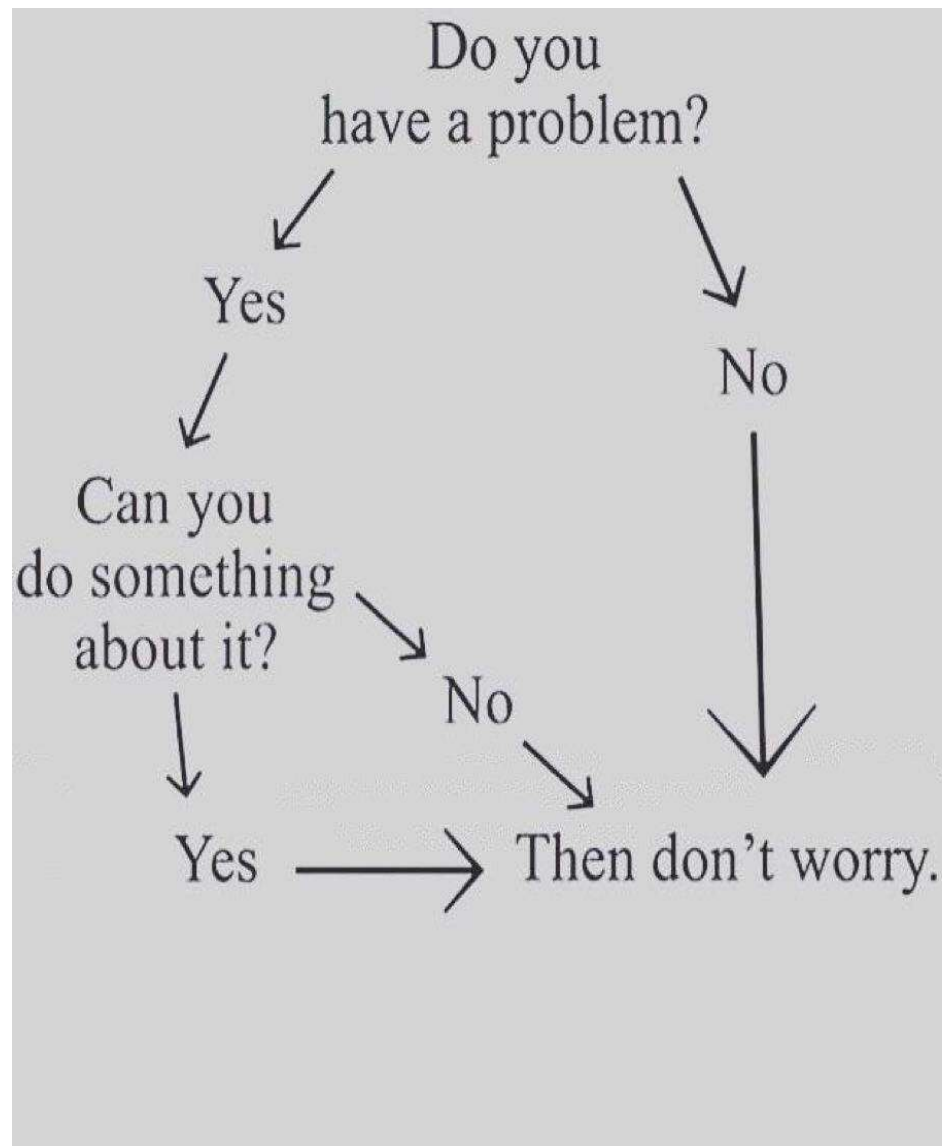 Do you
have a problem?
Yes
No
Can you
do something
about it?
No
Yes
Then don’t worry.